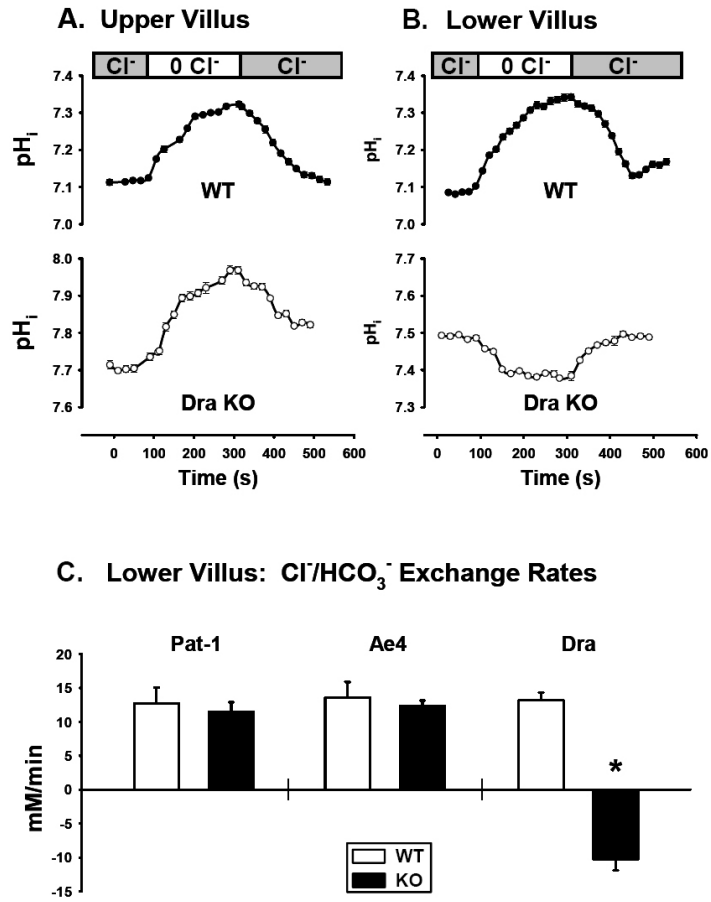 A. Upper Villus
B. Lower Villus
Cl⁻ 0 Cl⁻ Cl⁻
Cl⁻ 0 Cl⁻ Cl⁻
7.4
7.3
7.2
7.1
7.0
pHi
WT
7.4
7.3
7.2
7.1
7.0
pHi
WT
8.0
7.9
7.8
7.7
7.6
pHi
Dra KO
7.7
7.6
7.5
7.4
7.3
pHi
Dra KO
0 100 200 300 400 500 600
Time (s)
0 100 200 300 400 500 600
Time (s)
C. Lower Villus: Cl⁻/HCO₃⁻ Exchange Rates
Pat-1 Ae4 Dra
20
15
10
5
0
-5
-10
-15
mM/min
*
WT
KO